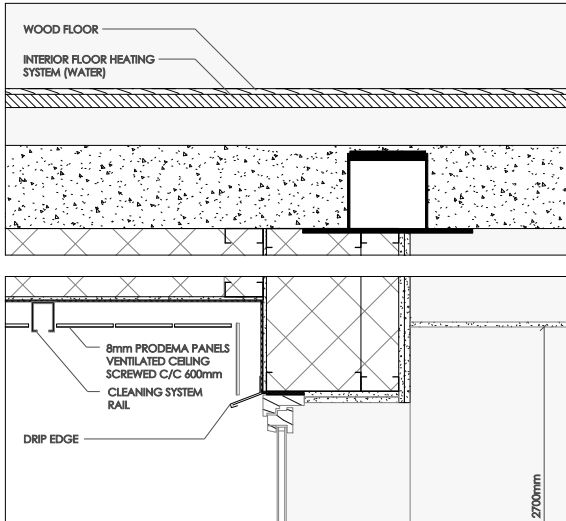 WOOD FLOOR
INTERIOR FLOOR HEATING
SYSTEM (WATER)
8mm PRODEMA PANELS
VENTILATED CEILING
SCREWED C/C 600mm
CLEANING SYSTEM
RAIL
DRIP EDGE
2700mm